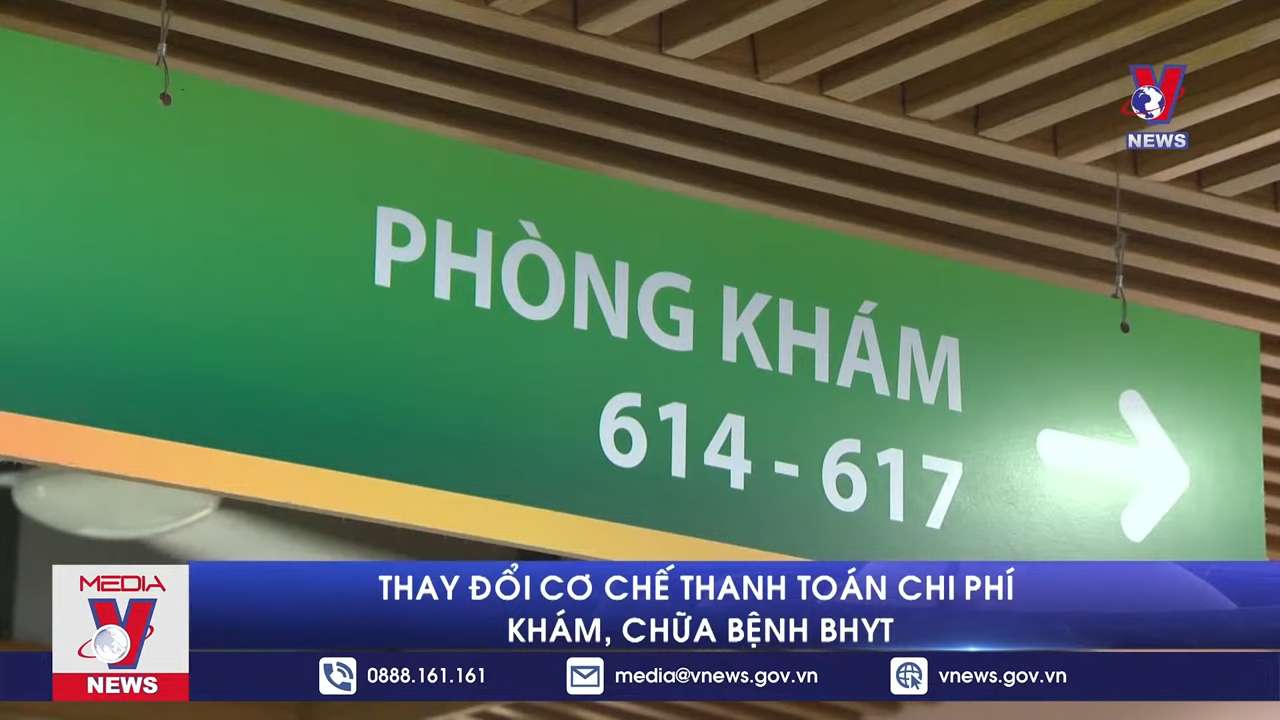 V
NEWS
PHÒNG KHÁM
614 - 617
MEDIA
V
NEWS
THAY ĐỔI CƠ CHẾ THANH TOÁN CHI PHÍ
KHÁM, CHỮA BỆNH BHYT
0888.161.161
media@vnews.gov.vn
vnews.gov.vn